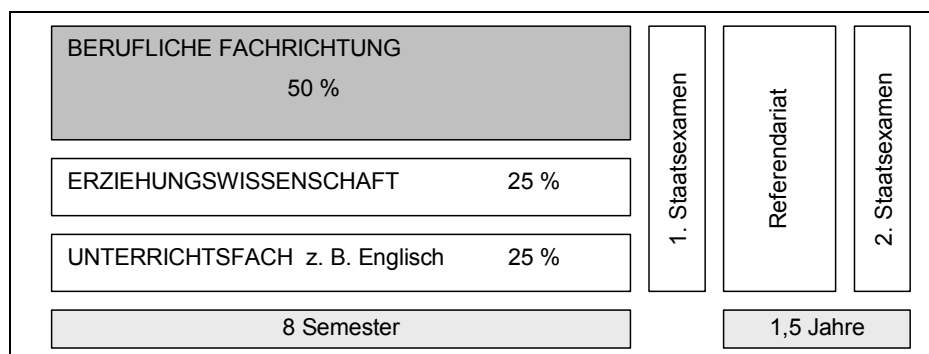 BERUFLICHE FACHRICHTUNG
50 %
ERZIEHUNGSWISSENSCHAFT 25 %
UNTERRICHTSFACH z. B. Englisch 25 %
8 Semester
1. Staatsexamen
Referendariat
2. Staatsexamen
1,5 Jahre